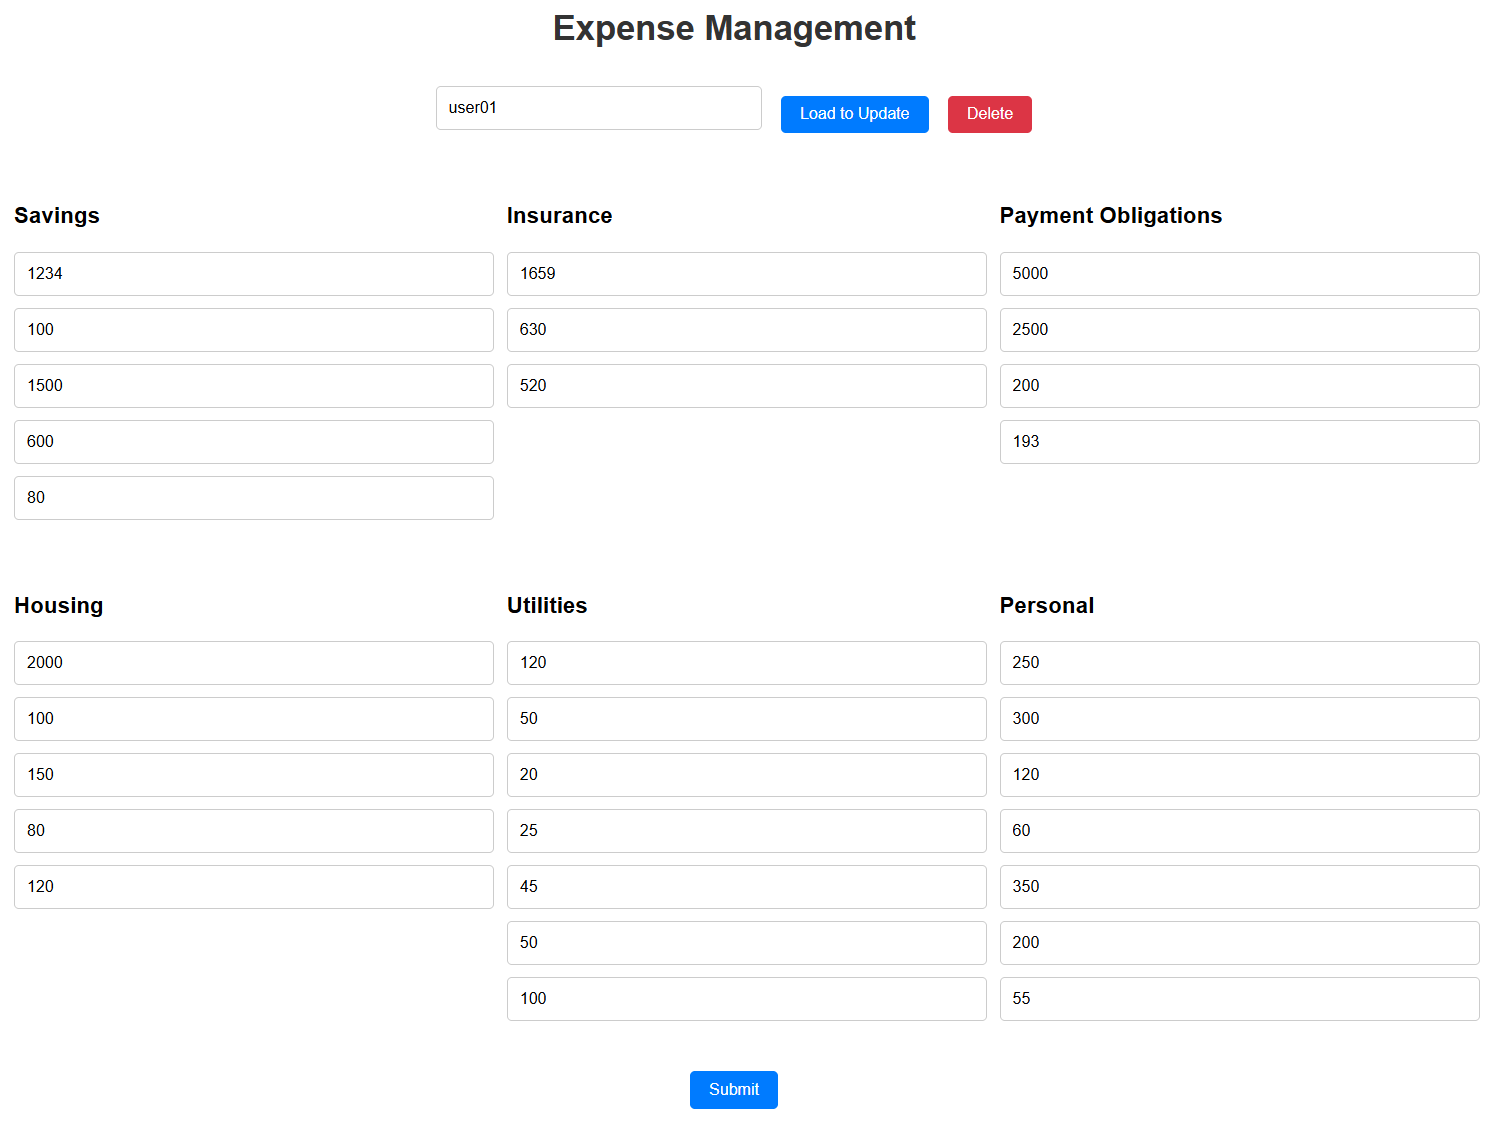 Expense Management
user01
Load to Update
Delete
Savings
1234
100
1500
600
80
Insurance
1659
630
520
Payment Obligations
5000
2500
200
193
Housing
2000
100
150
80
120
Utilities
120
50
20
25
45
50
100
Personal
250
300
120
60
350
200
55
Submit